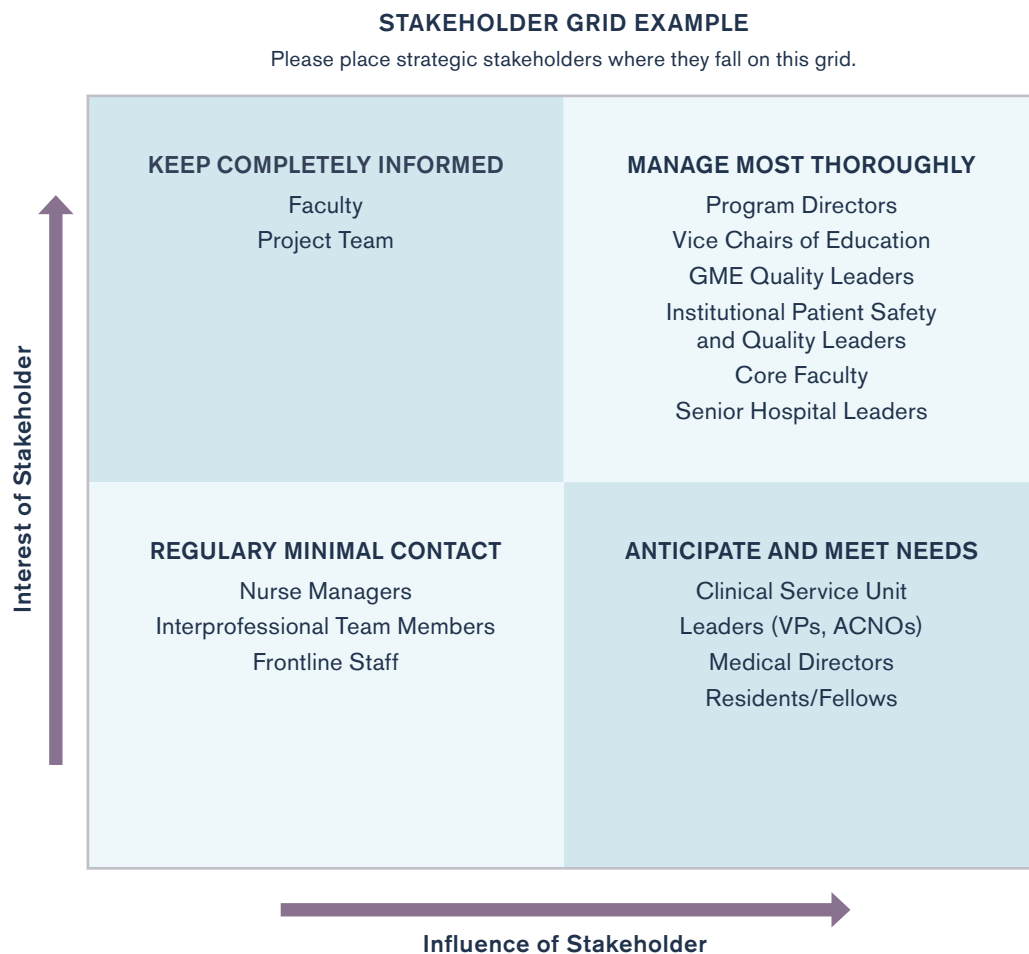 STAKEHOLDER GRID EXAMPLE
Please place strategic stakeholders where they fall on this grid.
KEEP COMPLETELY INFORMED
Faculty
Project Team
MANAGE MOST THOROUGHLY
Program Directors
Vice Chairs of Education
GME Quality Leaders
Institutional Patient Safety
and Quality Leaders
Core Faculty
Senior Hospital Leaders
Interest of Stakeholder
REGULARY MINIMAL CONTACT
Nurse Managers
Interprofessional Team Members
Frontline Staff
ANTICIPATE AND MEET NEEDS
Clinical Service Unit
Leaders (VPs, ACNOs)
Medical Directors
Residents/Fellows
Influence of Stakeholder